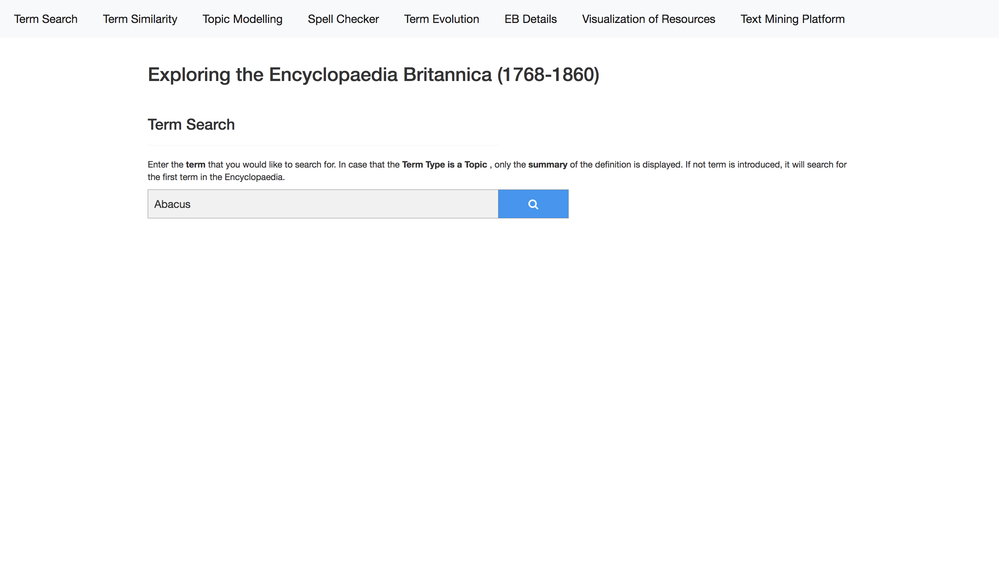 Term Search Term Similarity Topic Modelling Spell Checker Term Evolution EB Details Visualization of Resources Text Mining Platform
Exploring the Encyclopaedia Britannica (1768-1860)
Term Search
Enter the term that you would like to search for. In case that the Term Type is a Topic , only the summary of the definition is displayed. If not term is introduced, it will search for
the first term in the Encyclopaedia.
Abacus